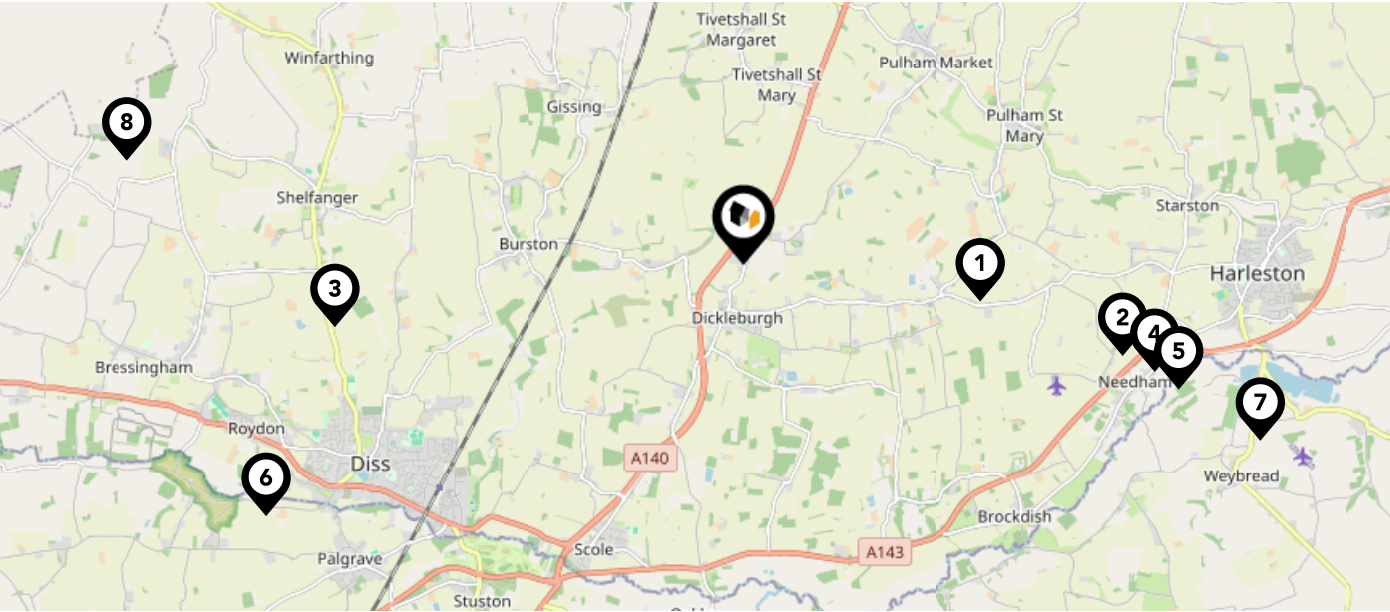 Tivetshall St
Margaret
Winfarthing
Pulham Market
Tivetshall St
Mary
Gissing
8
Pulham St
Mary
Shelfanger
Starston
Burston
1
Harleston
3
2
Dickleburgh
4
5
Bressingham
Needham
7
Roydon
A140
Diss
6
Weybread
Brockdish
Scole
A143
Palgrave
Stuston